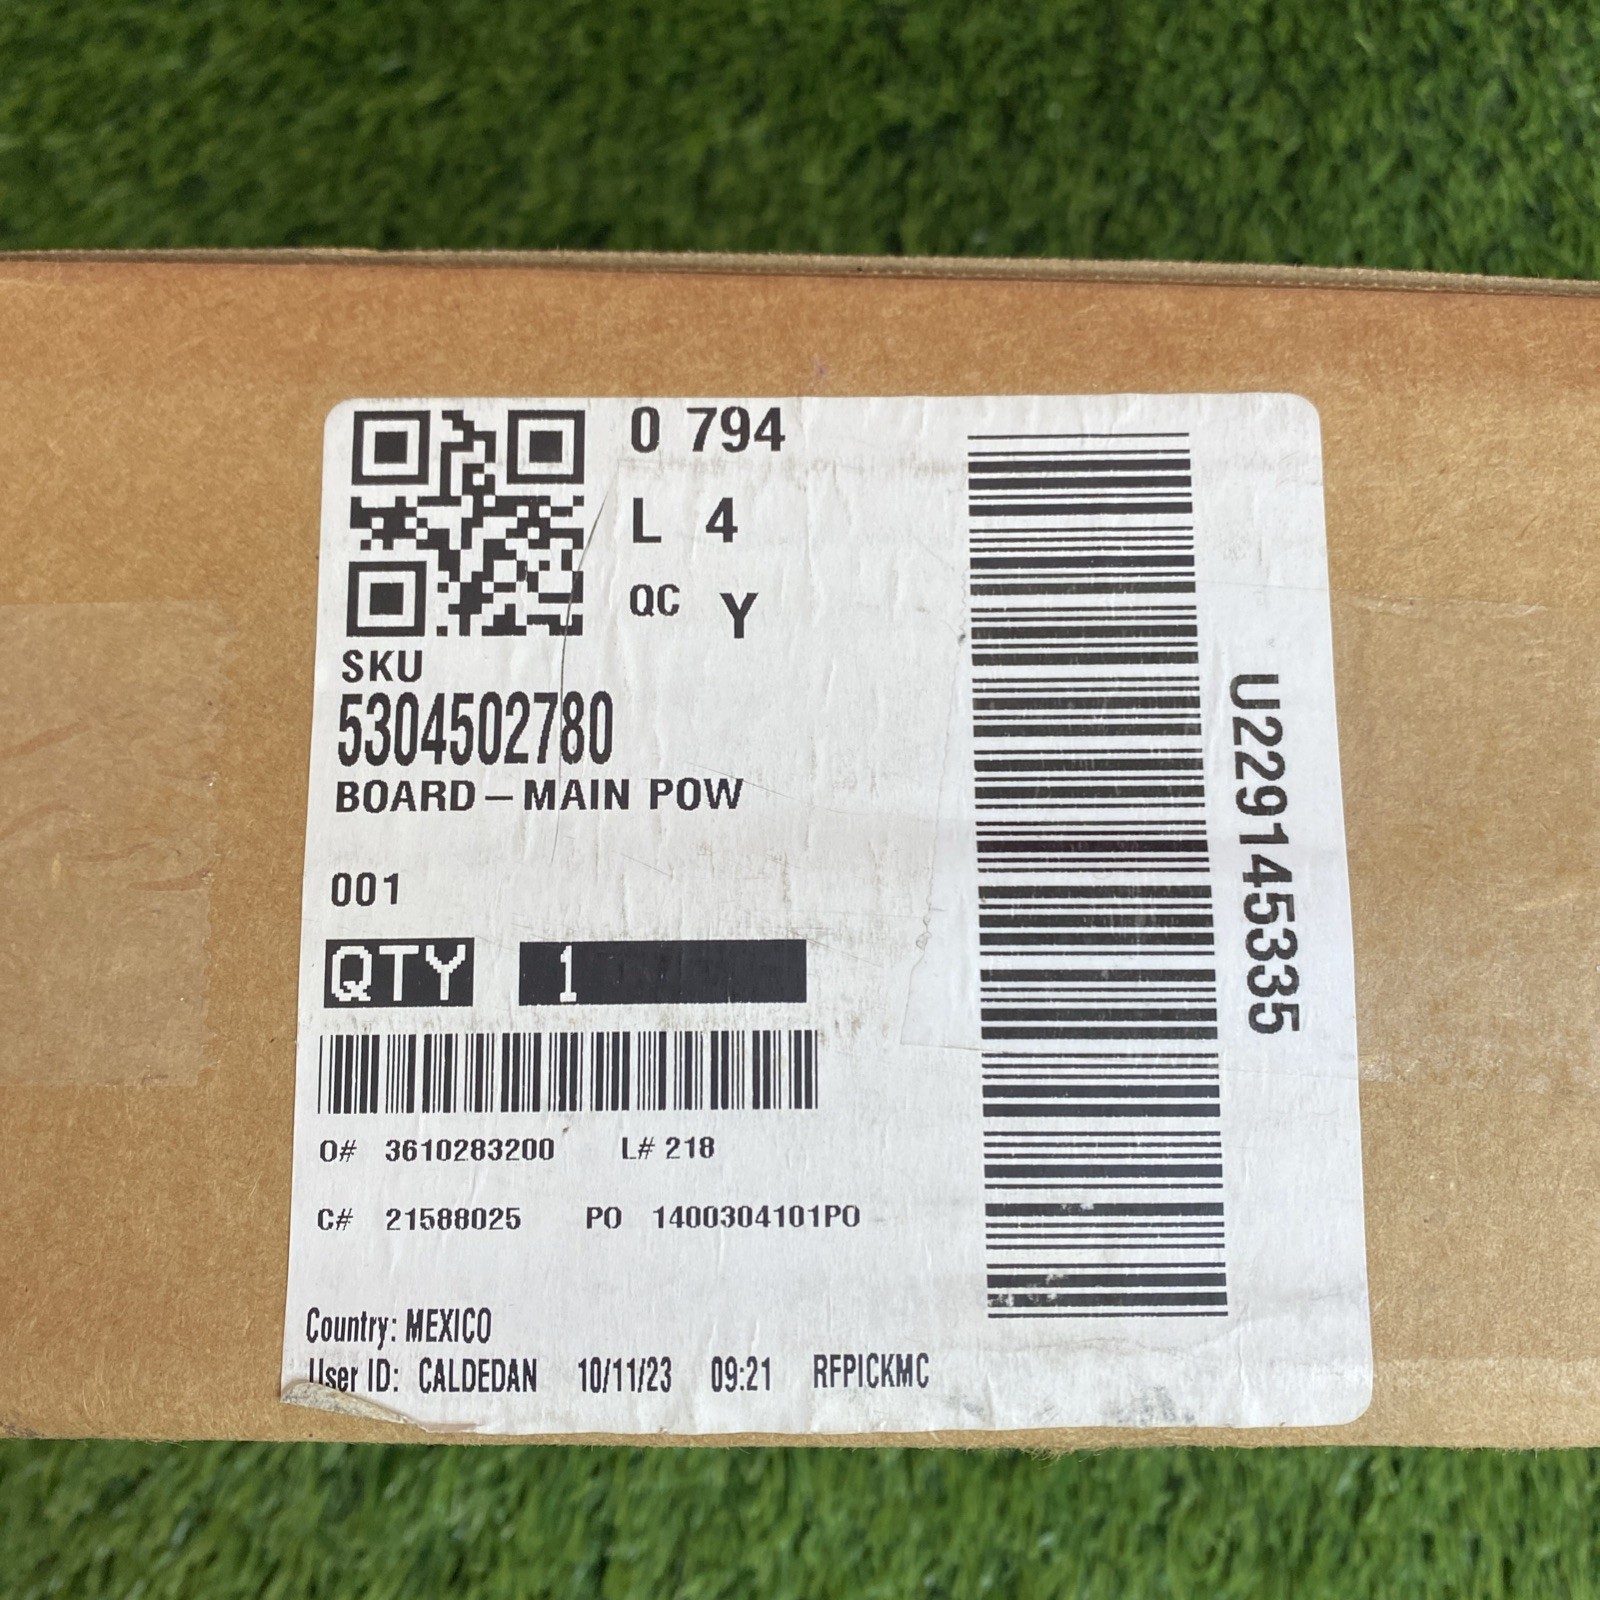 0 794
L 4
QC Y
SKU
5304502780
BOARD-MAIN POW
001
QTY 1
O# 3610283200 L# 218
C# 21588025 PO 1400304101PO
Country: MEXICO
User ID: CALDEDAN 10/11/23 09:21 RFPICKMC
U229145335